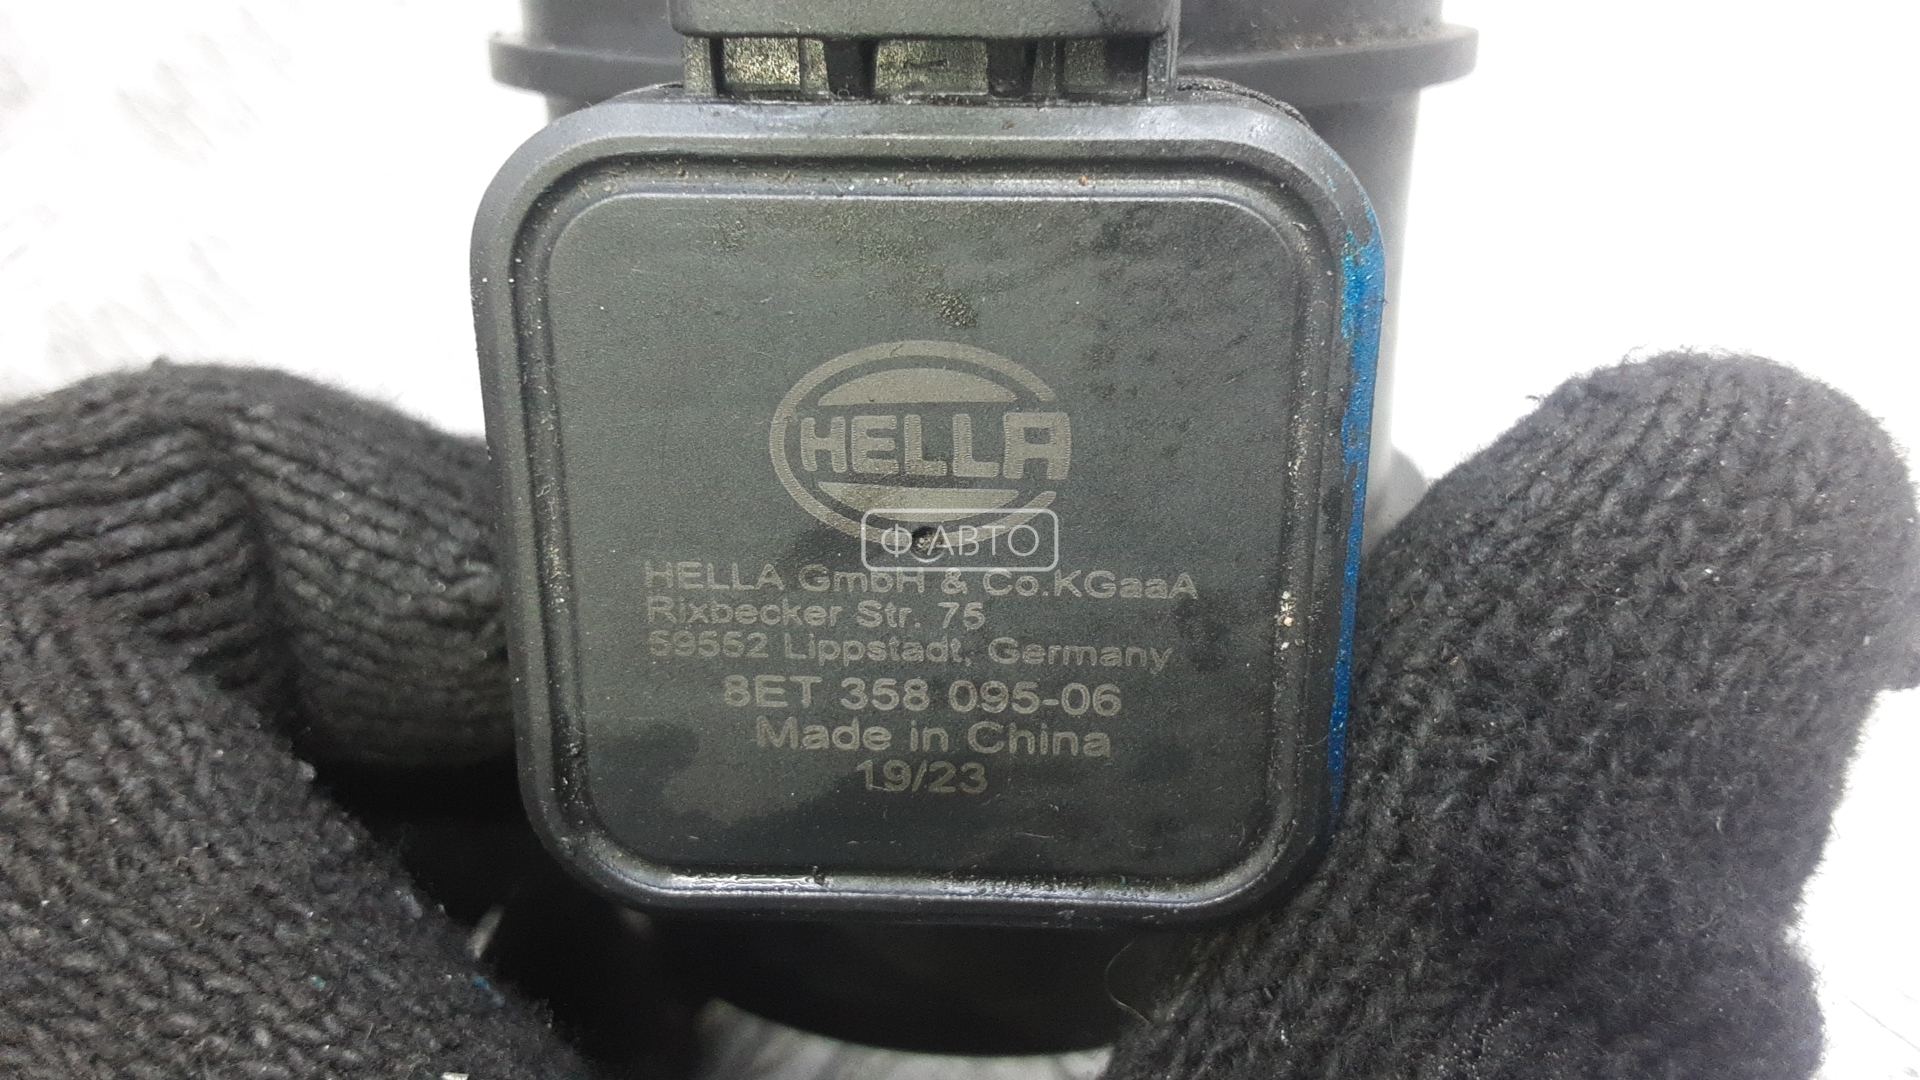 HELLA
Ф-АВТО
HELLA GmbH & Co.KGaaA
Rixbecker Str. 75
59552 Lippstadt, Germany
8ET 358 095-06
Made in China
19/23